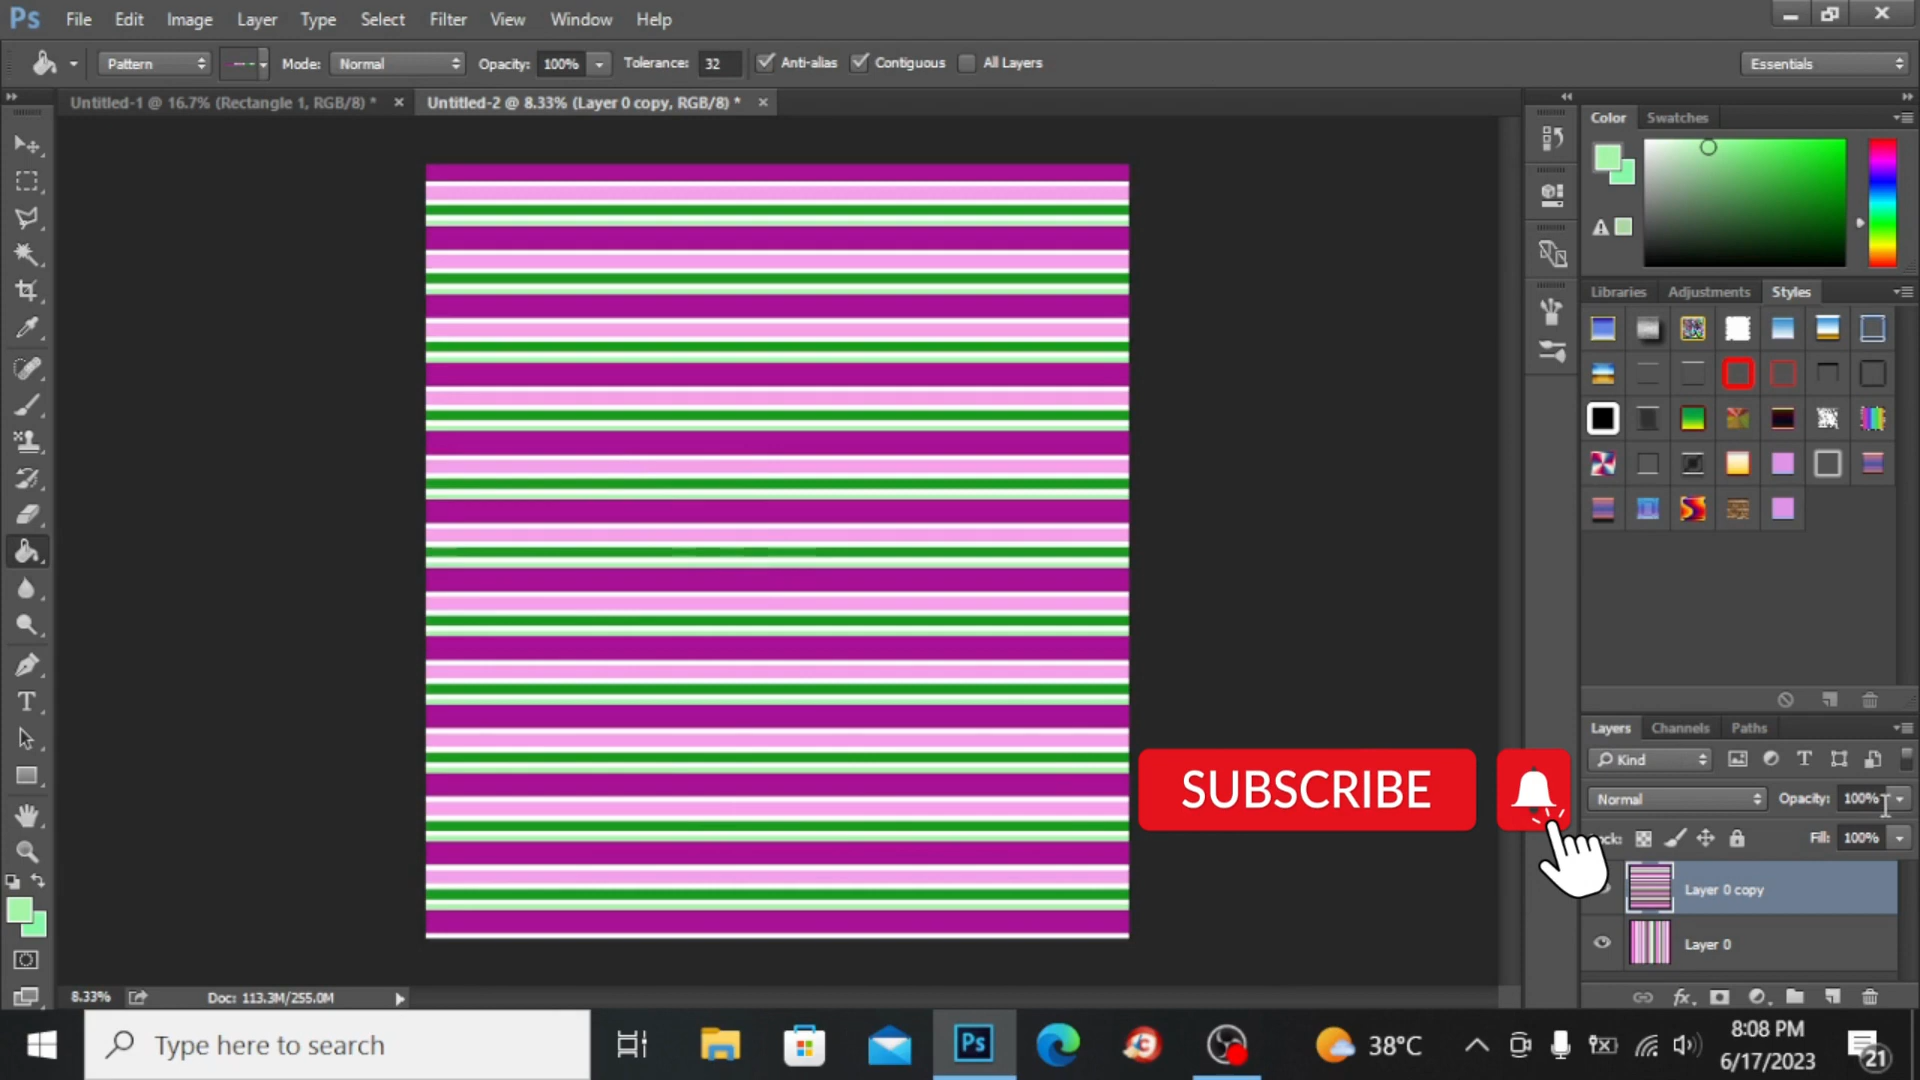 Ps File Edit Image Layer Type Select Filter View Window Help
Pattern Mode: Normal Opacity: 100% Tolerance: 32 Anti-alias Contiguous All Layers Essentials
Untitled-1 @ 16.7% (Rectangle 1, RGB/8) * × Untitled-2 @ 8.33% (Layer 0 copy, RGB/8) * ×
Color Swatches
Libraries Adjustments Styles
Layers Channels Paths
Kind
Normal Opacity: 100%
ock: Fill: 100%
Layer 0 copy
Layer 0
SUBSCRIBE
8.33% Doc: 113.3M/255.0M
fx
Type here to search
Ps
38°C
8:08 PM
6/17/2023
21